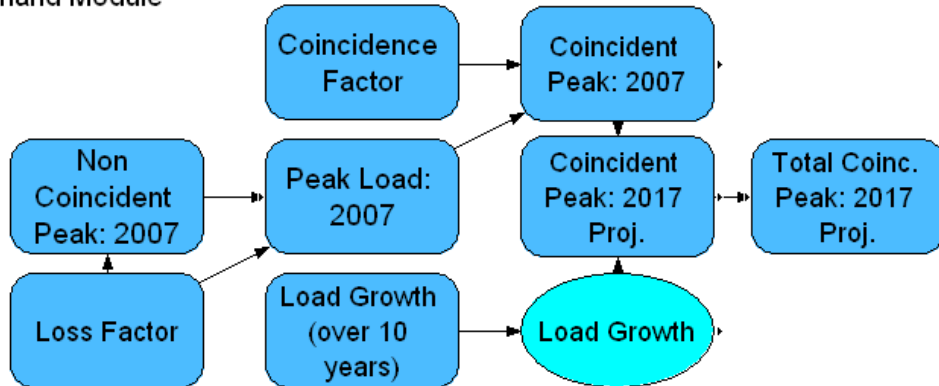 Module
Coincidence
Factor
Coincident
Peak: 2007
Non
Coincident
Peak: 2007
Peak Load:
2007
Coincident
Peak: 2017
Proj.
Total Coinc.
Peak: 2017
Proj.
Loss Factor
Load Growth
(over 10
years)
Load Growth